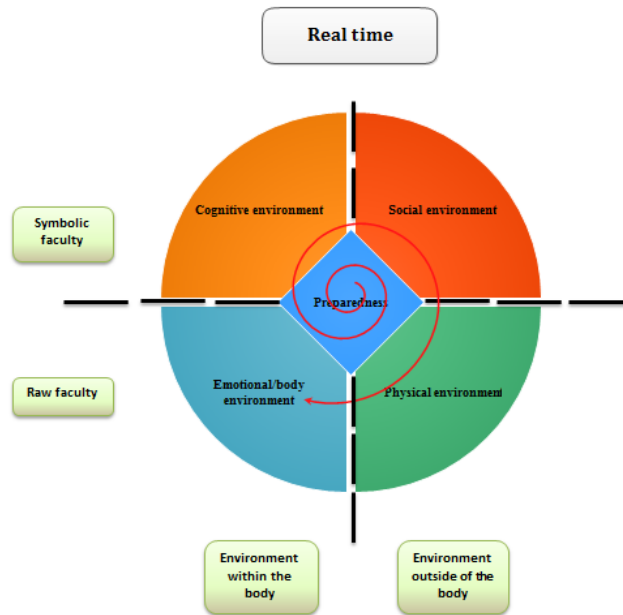 Real time
Cognitive environment
Social environment
Symbolic
faculty
Preparedness
Raw faculty
Emotional/body
environment
Physical environment
Environment
within the
body
Environment
outside of the
body